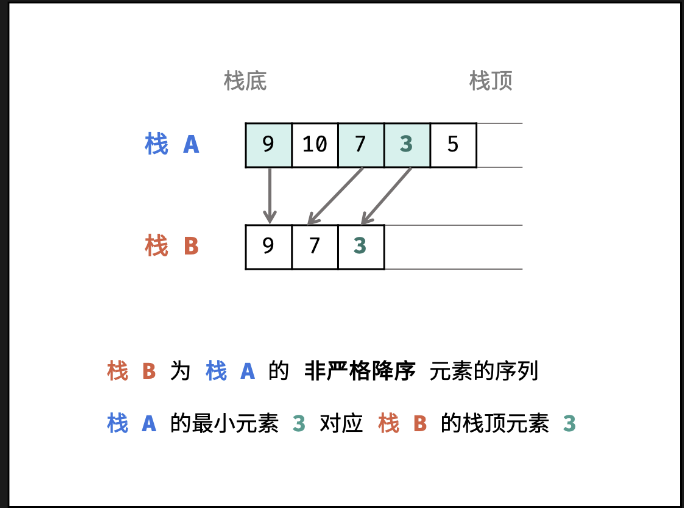 栈底 栈顶
栈 A 9 10 7 3 5
栈 B 9 7 3
栈 B 为 栈 A 的 非严格降序 元素的序列
栈 A 的最小元素 3 对应 栈 B 的栈顶元素 3